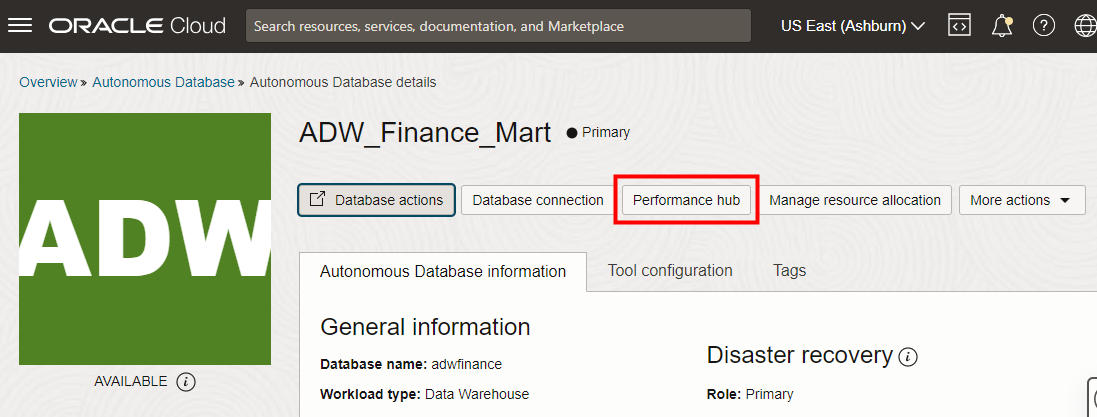 ORACLE Cloud Search resources, services, documentation, and Marketplace US East (Ashburn)
Overview » Autonomous Database » Autonomous Database details
ADW
AVAILABLE
ADW_Finance_Mart Primary
Database actions Database connection Performance hub Manage resource allocation More actions
Autonomous Database information Tool configuration Tags
General information
Database name: adwfinance
Workload type: Data Warehouse
Disaster recovery
Role: Primary